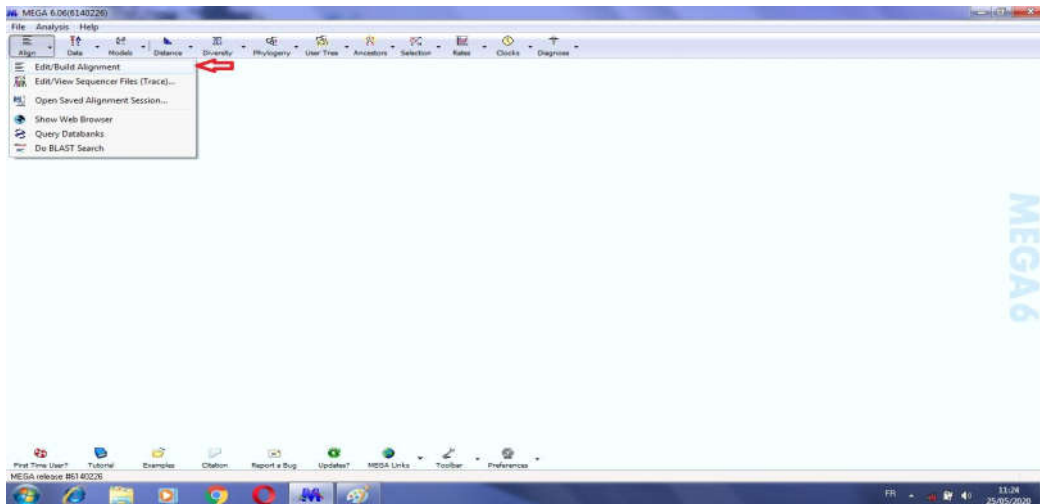 MEGA 6.06(6140226)
File Analysis Help
Align Data Models Distance Diversity Phylogeny User Tree Ancestors Selection Rates Clocks Diagnose
Edit/Build Alignment
Edit/View Sequencer Files (Trace)...
Open Saved Alignment Session...
Show Web Browser
Query Databanks
Do BLAST Search
MEGA 6
First Time User? Tutorial Examples Citation Report a Bug Updates? MEGA Links Toolbar Preferences
MEGA release #6140226
FR
11:24
25/05/2020